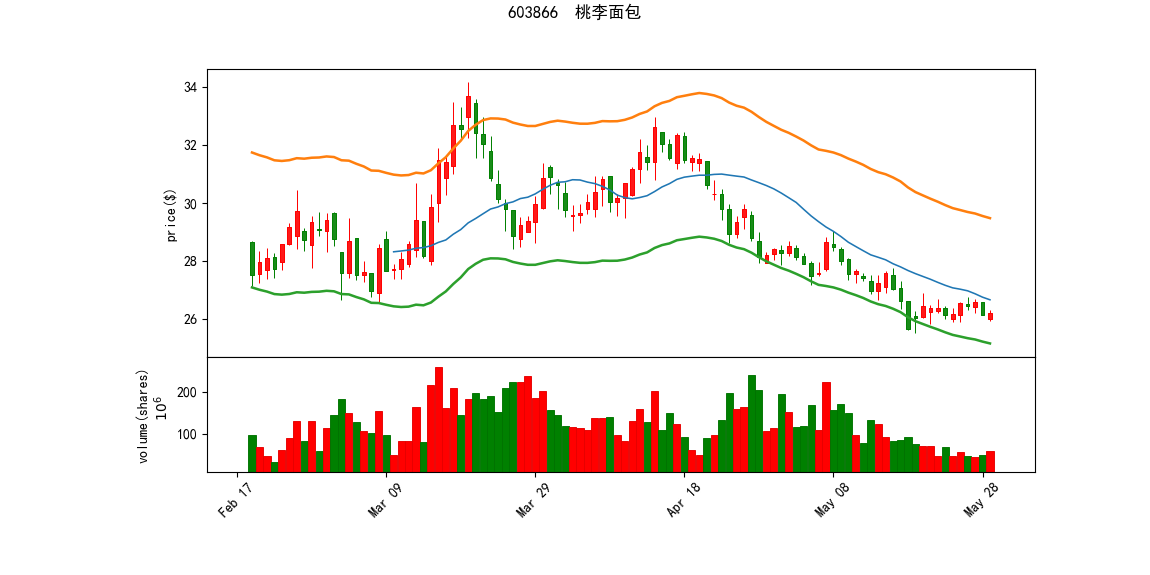 603866 桃李面包
price($)
34
32
30
28
26
volume(shares)
10^6
200
100
Feb 17
Mar 09
Mar 29
Apr 18
May 08
May 28